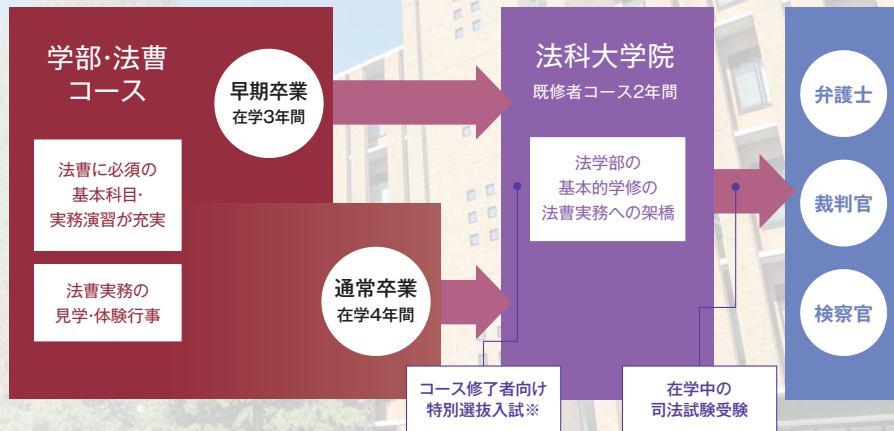 学部・法曹
コース
早期卒業
在学3年間
法曹に必須の
基本科目・
実務演習が充実
法曹実務の
見学・体験行事
通常卒業
在学4年間
法科大学院
既修者コース2年間
法学部の
基本的学修の
法曹実務への架橋
コース修了者向け
特別選抜入試※
在学中の
司法試験受験
弁護士
裁判官
検察官